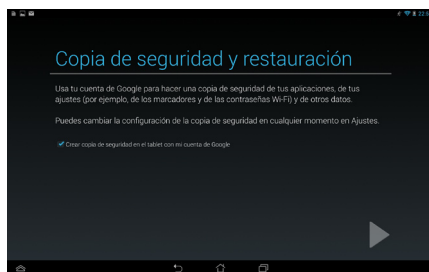 22:5
Copia de seguridad y restauración
Usa tu cuenta de Google para hacer una copia de seguridad de tus aplicaciones, de tus
ajustes (por ejemplo, de los marcadores y de las contraseñas Wi-Fi) y de otros datos.
Puedes cambiar la configuración de la copia de seguridad en cualquier momento en Ajustes.
Crear copia de seguridad en el tablet con mi cuenta de Google